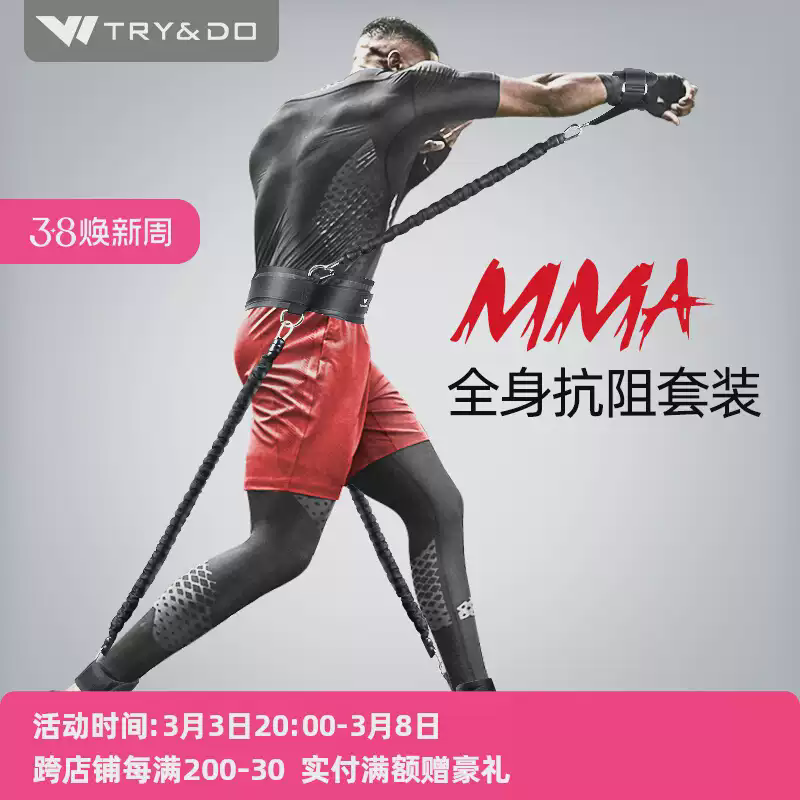 TRY&DO
3·8焕新周
MMA
全身抗阻套装
活动时间:3月3日20:00-3月8日
跨店铺每满200-30 实付满额赠豪礼